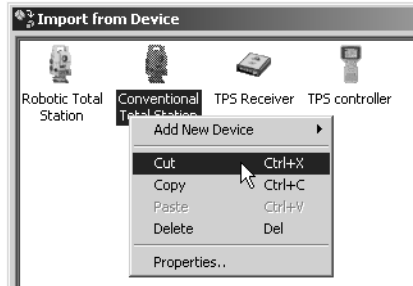 Import from Device
Robotic Total
Station
Conventional
Total Station
TPS Receiver
TPS controller
Add New Device
Cut Ctrl+X
Copy Ctrl+C
Paste Ctrl+V
Delete Del
Properties..